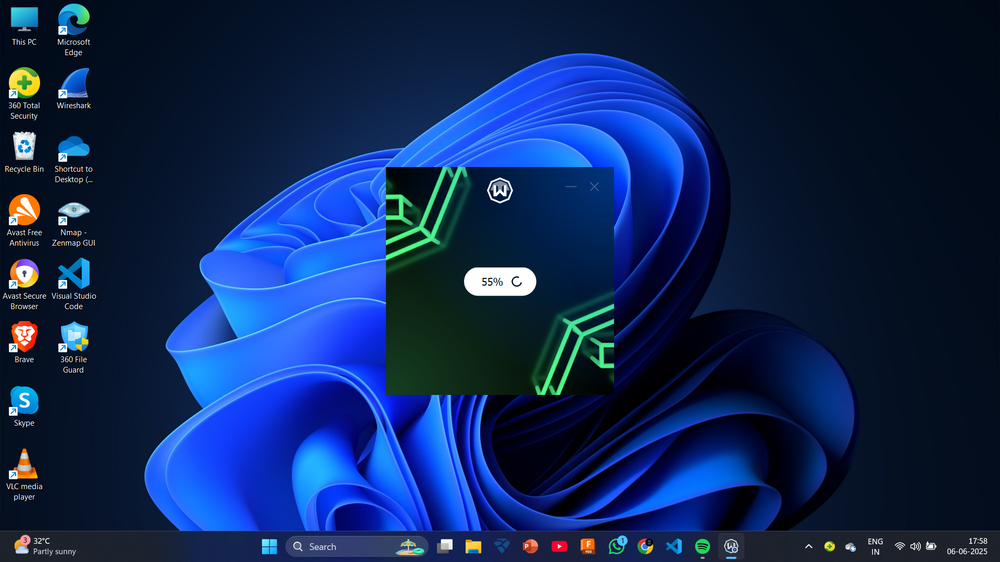 This PC
Microsoft
Edge
360 Total
Security
Wireshark
Recycle Bin
Shortcut to
Desktop (...
Avast Free
Antivirus
Nmap -
Zenmap GUI
Avast Secure
Browser
Visual Studio
Code
Brave
360 File
Guard
S
Skype
VLC media
player
W
55%
3
32°C
Partly sunny
Search
P
F
FUS
1
W
ENG
IN
17:58
06-06-2025